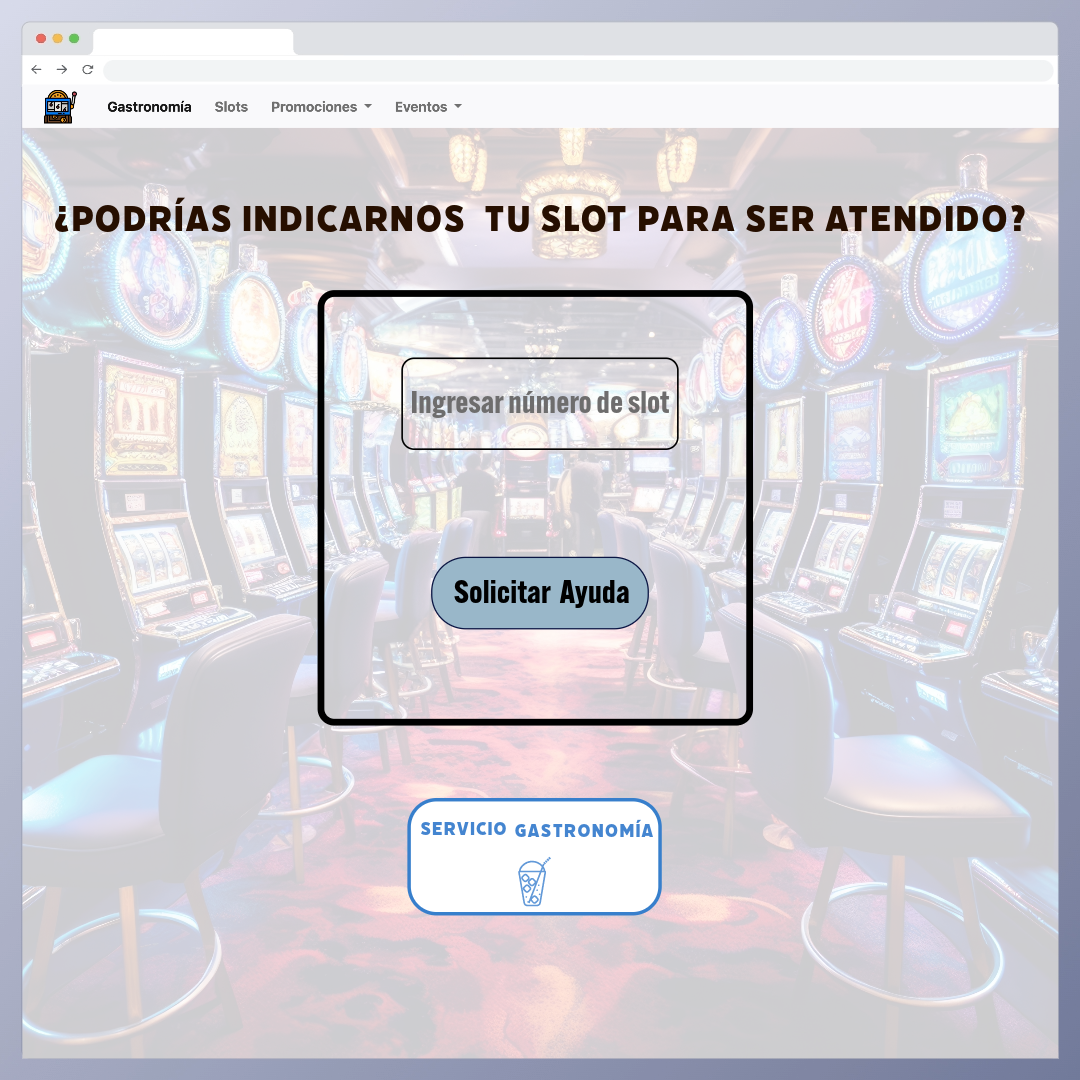 Gastronomía Slots Promociones Eventos
¿PODRÍAS INDICARNOS TU SLOT PARA SER ATENDIDO?
Ingresar número de slot
Solicitar Ayuda
SERVICIO GASTRONOMÍA